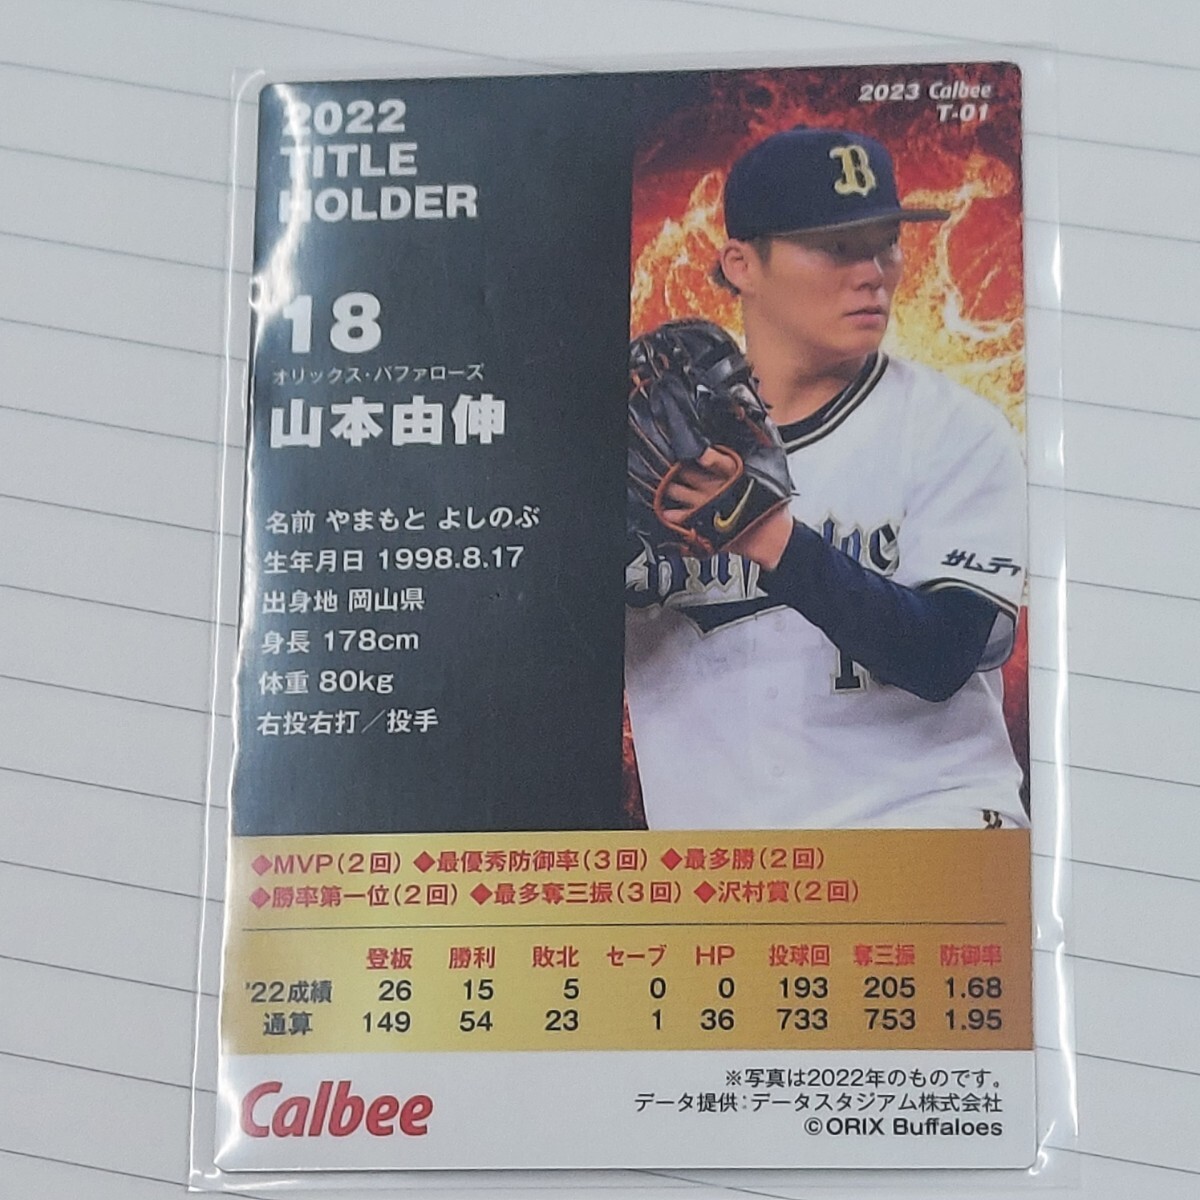 2022
TITLE
HOLDER
2023 Calbee
T-01
18
オリックス・バファローズ
山本由伸
名前 やまもと よしのぶ
生年月日 1998.8.17
出身地 岡山県
身長 178cm
体重 80kg
右投右打／投手
B
サムティ
◆MVP(2回) ◆最優秀防御率(3回) ◆最多勝(2回)
◆勝率第一位(2回) ◆最多奪三振(3回) ◆沢村賞(2回)
登板 勝利 敗北 セーブ HP 投球回 奪三振 防御率
'22成績 26 15 5 0 0 193 205 1.68
通算 149 54 23 1 36 733 753 1.95
Calbee
※写真は2022年のものです。
データ提供:データスタジアム株式会社
©ORIX Buffaloes